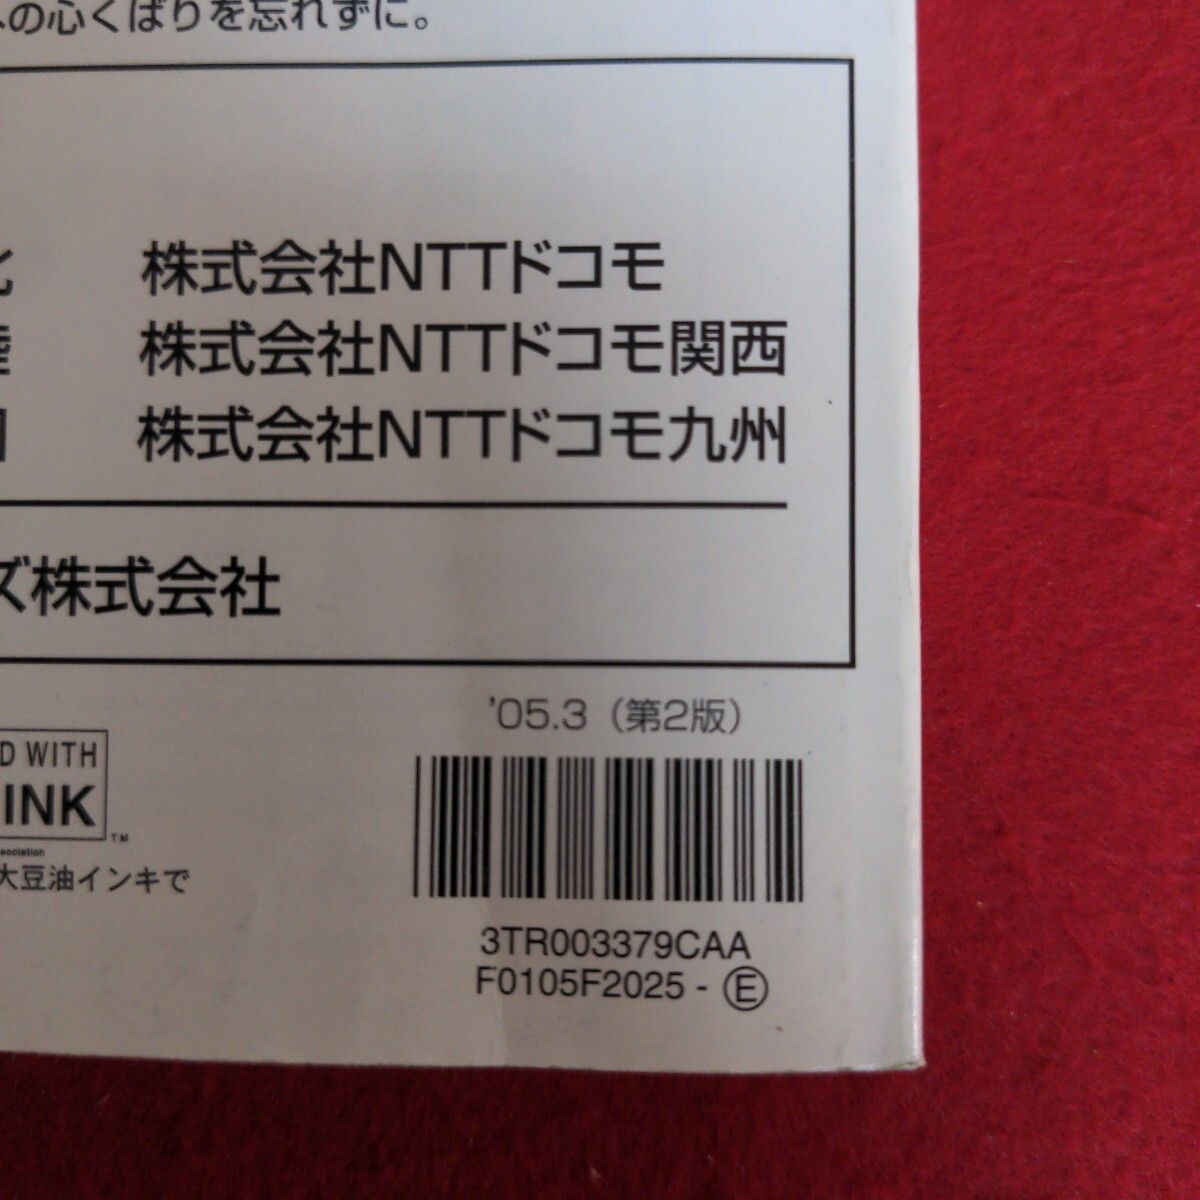 の心くばりを忘れずに。
株式会社NTTドコモ
株式会社NTTドコモ関西
株式会社NTTドコモ九州
ズ株式会社
'05.3（第2版）
D WITH
INK
TM
大豆油インキで
3TR003379CAA
F0105F2025 - Ⓔ